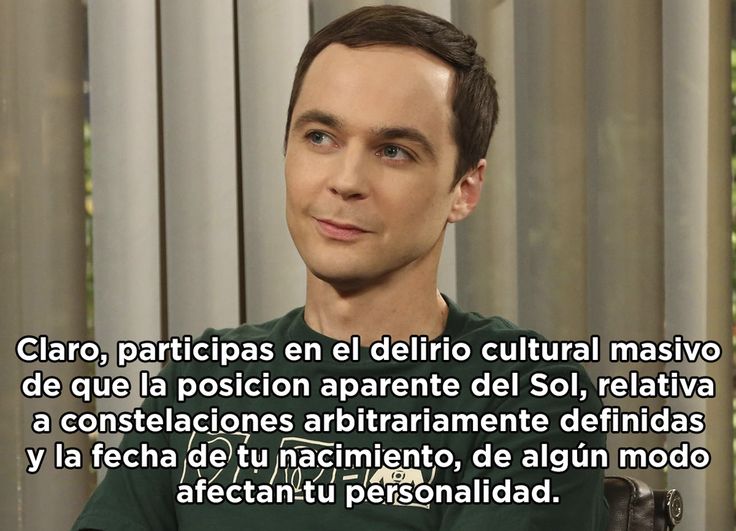 Claro, participas en el delirio cultural masivo
de que la posicion aparente del Sol, relativa
a constelaciones arbitrariamente definidas
y la fecha de tu nacimiento, de algún modo
afectan tu personalidad.